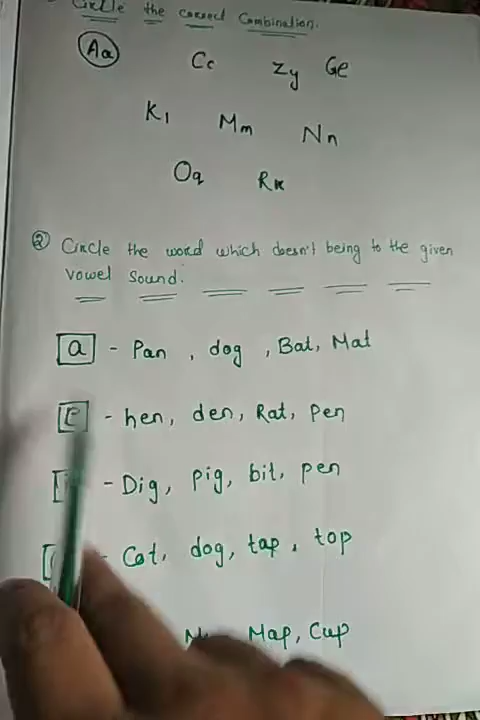 Circle the correct Combination.
Aa Cc Zy Ge
K1 Mm Nn
Oq Rk
② Circle the word which doesn't being to the given
vowel Sound.
a - Pan , dog , Bat, Mat
e - hen, den, Rat, Pen
- Dig, Pig, bit, pen
- Cot, dog, tap, top
Map, Cup